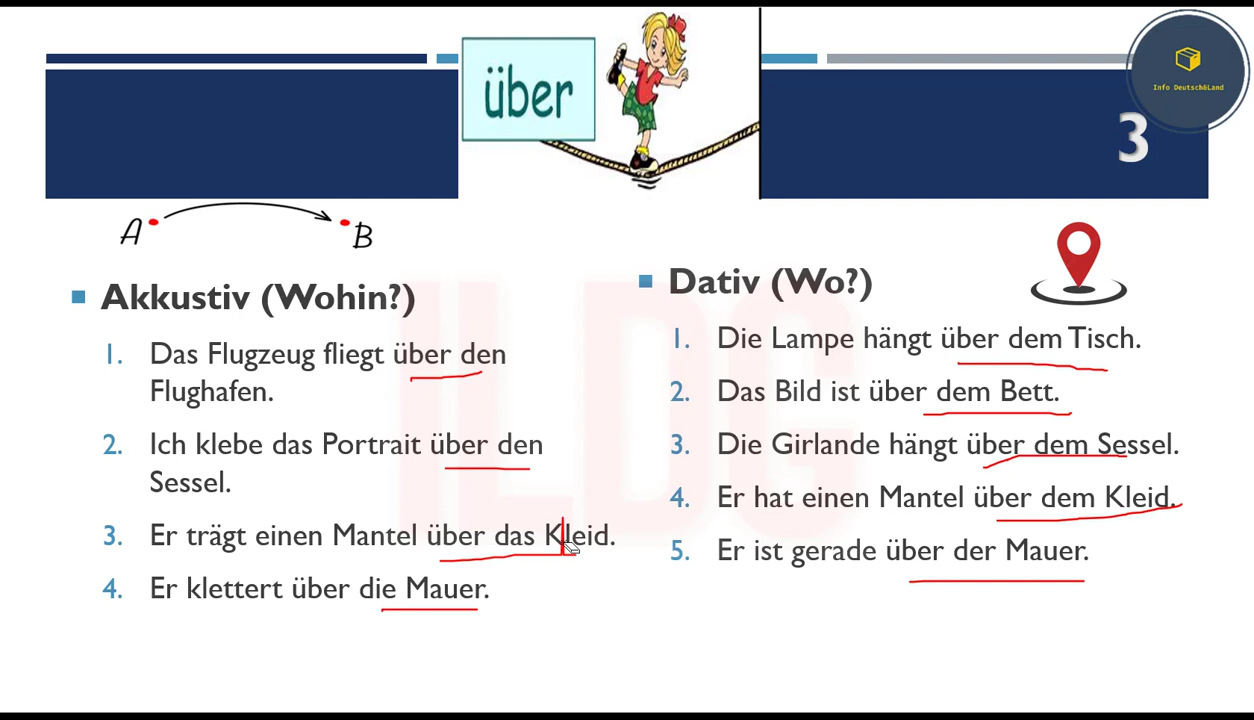 über
Info Deutsch&Land
3
A
B
Akkustiv (Wohin?)
1. Das Flugzeug fliegt über den
Flughafen.
2. Ich klebe das Portrait über den
Sessel.
3. Er trägt einen Mantel über das Kleid.
4. Er klettert über die Mauer.
Dativ (Wo?)
1. Die Lampe hängt über dem Tisch.
2. Das Bild ist über dem Bett.
3. Die Girlande hängt über dem Sessel.
4. Er hat einen Mantel über dem Kleid.
5. Er ist gerade über der Mauer.
ILDG